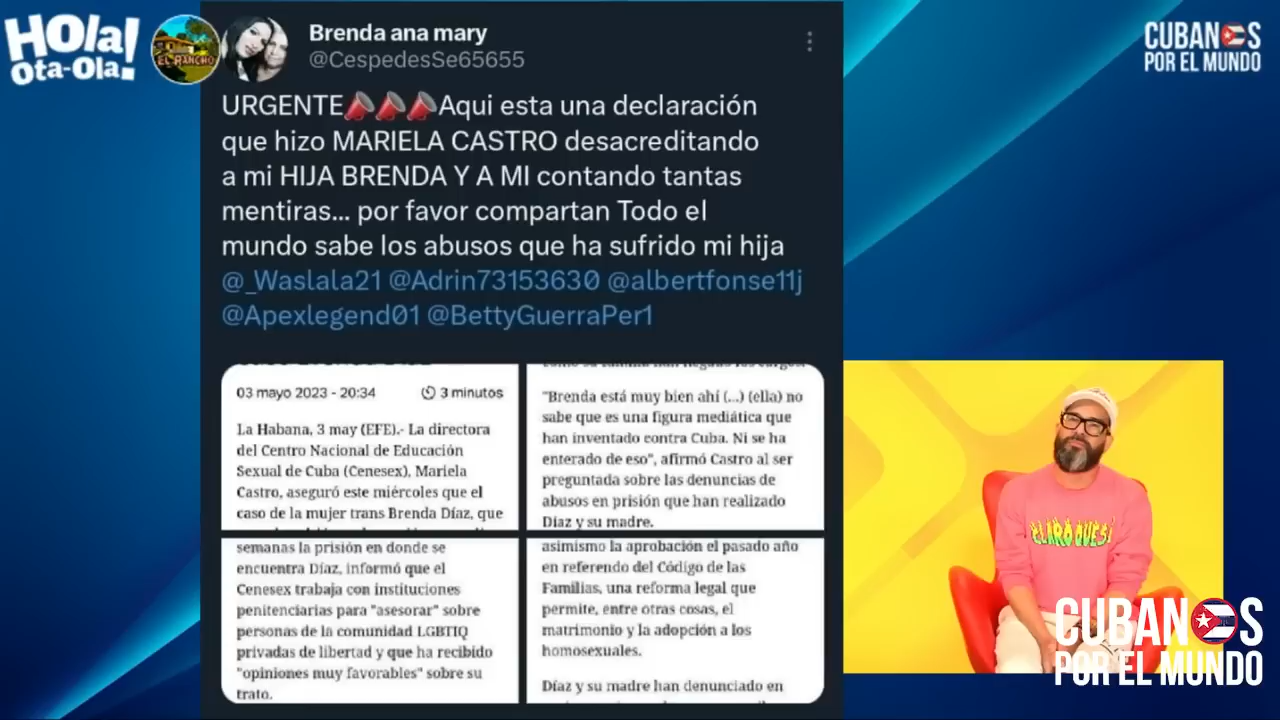 HOla!
Ota-Ola!
EL RANCHO
Brenda ana mary
@CespedesSe65655
CUBANOS
POR EL MUNDO
URGENTE📣📣📣Aqui esta una declaración
que hizo MARIELA CASTRO desacreditando
a mi HIJA BRENDA Y A MI contando tantas
mentiras... por favor compartan Todo el
mundo sabe los abusos que ha sufrido mi hija
@_Waslala21 @Adrin73153630 @albertfonse11j
@Apexlegend01 @BettyGuerraPer1
03 mayo 2023 - 20:34
3 minutos
La Habana, 3 may (EFE).- La directora
del Centro Nacional de Educación
Sexual de Cuba (Cenesex), Mariela
Castro, aseguró este miércoles que el
caso de la mujer trans Brenda Díaz, que
"Brenda está muy bien ahí (...) (ella) no
sabe que es una figura mediática que
han inventado contra Cuba. Ni se ha
enterado de eso", afirmó Castro al ser
preguntada sobre las denuncias de
abusos en prisión que han realizado
Díaz y su madre.
semanas la prisión en donde se
encuentra Díaz, informó que el
Cenesex trabaja con instituciones
penitenciarias para "asesorar" sobre
personas de la comunidad LGBTIQ
privadas de libertad y que ha recibido
"opiniones muy favorables" sobre su
trato.
asimismo la aprobación el pasado año
en referendo del Código de las
Familias, una reforma legal que
permite, entre otras cosas, el
matrimonio y la adopción a los
homosexuales.
Díaz y su madre han denunciado en
CLARO QUE SI
CUBANOS
POR EL MUNDO